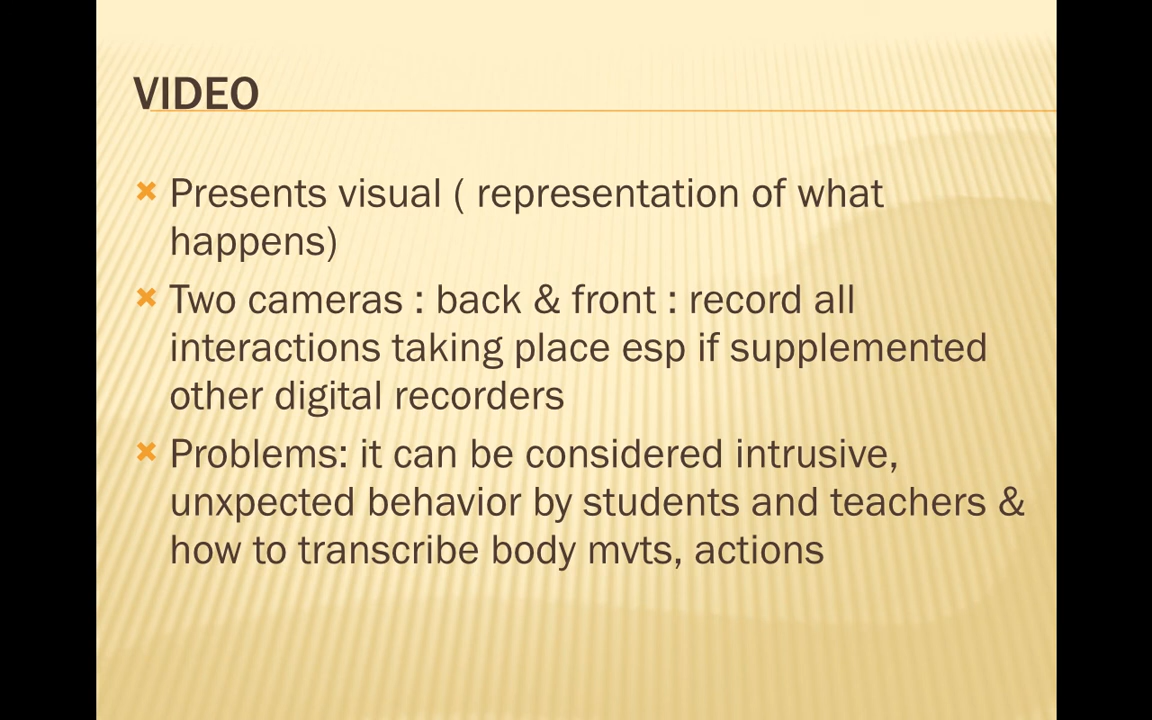 VIDEO
Presents visual ( representation of what
happens)
Two cameras : back & front : record all
interactions taking place esp if supplemented
other digital recorders
Problems: it can be considered intrusive,
unxpected behavior by students and teachers &
how to transcribe body mvts, actions